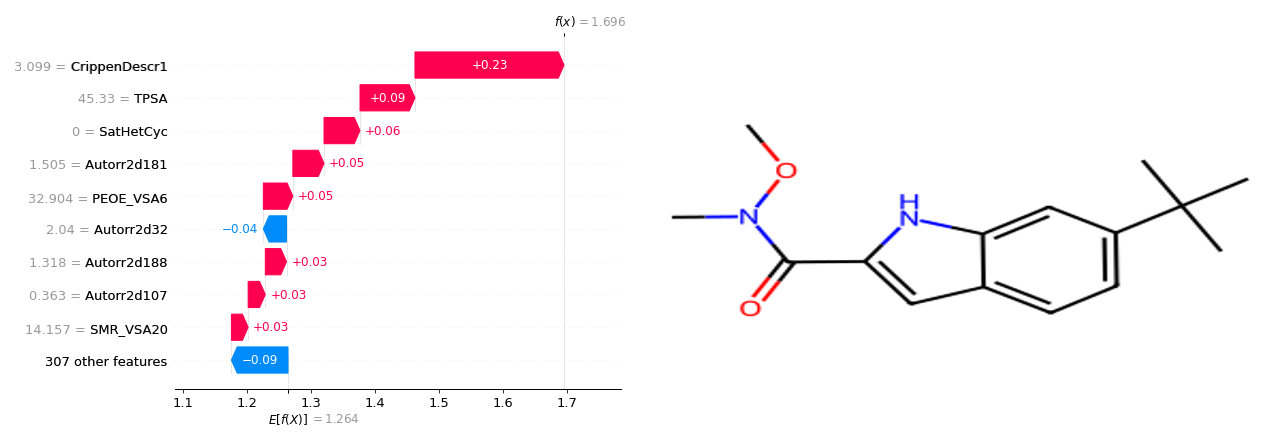 f(x) = 1.696
3.099 = CrippenDescr1
+0.23
45.33 = TPSA
+0.09
0 = SatHetCyc
+0.06
1.505 = Autorr2d181
+0.05
32.904 = PEOE_VSA6
+0.05
2.04 = Autorr2d32
−0.04
1.318 = Autorr2d188
+0.03
0.363 = Autorr2d107
+0.03
14.157 = SMR_VSA20
+0.03
307 other features
−0.09
1.1 1.2 1.3 1.4 1.5 1.6 1.7
E[f(X)] = 1.264
O
H
N
N
O